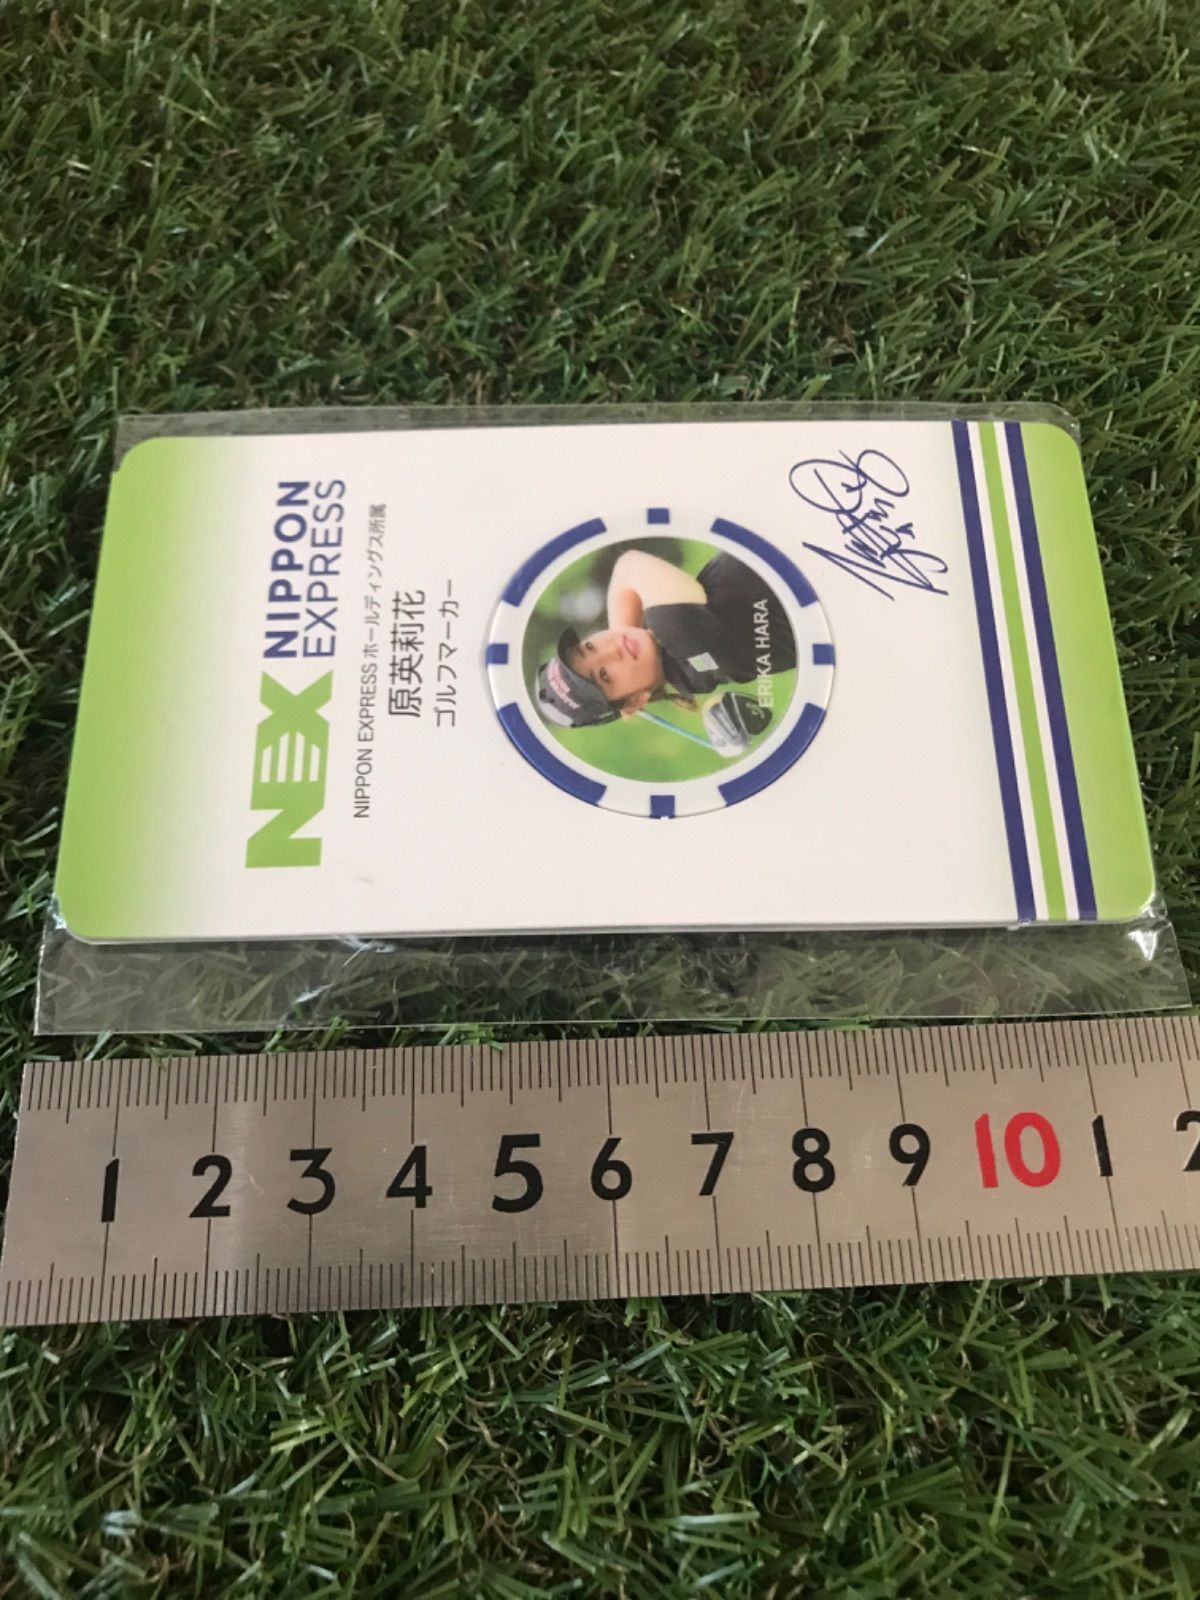 NX NIPPON
EXPRESS
NIPPON EXPRESS ホールディングス所属
原英莉花
ゴルフマーカー
ERIKA HARA
1 2 3 4 5 6 7 8 9 10 1 2